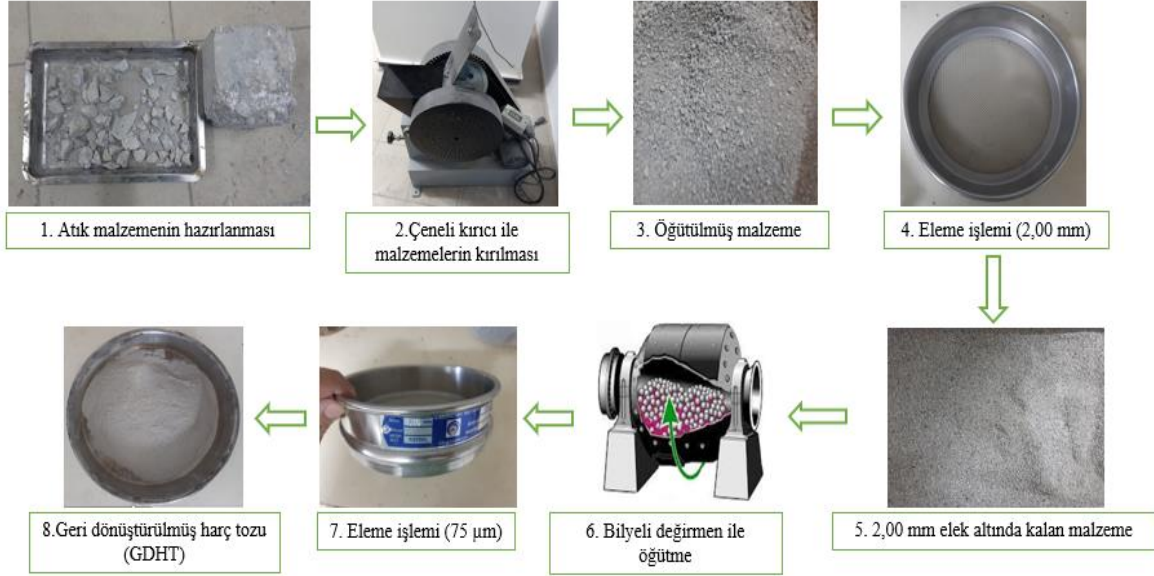 1. Atık malzemenin hazırlanması
2.Çeneli kırıcı ile
malzemelerin kırılması
3. Öğütülmüş malzeme
4. Eleme işlemi (2,00 mm)
5. 2,00 mm elek altında kalan malzeme
6. Bilyeli değirmen ile
öğütme
7. Eleme işlemi (75 µm)
8.Geri dönüştürülmüş harç tozu
(GDHT)